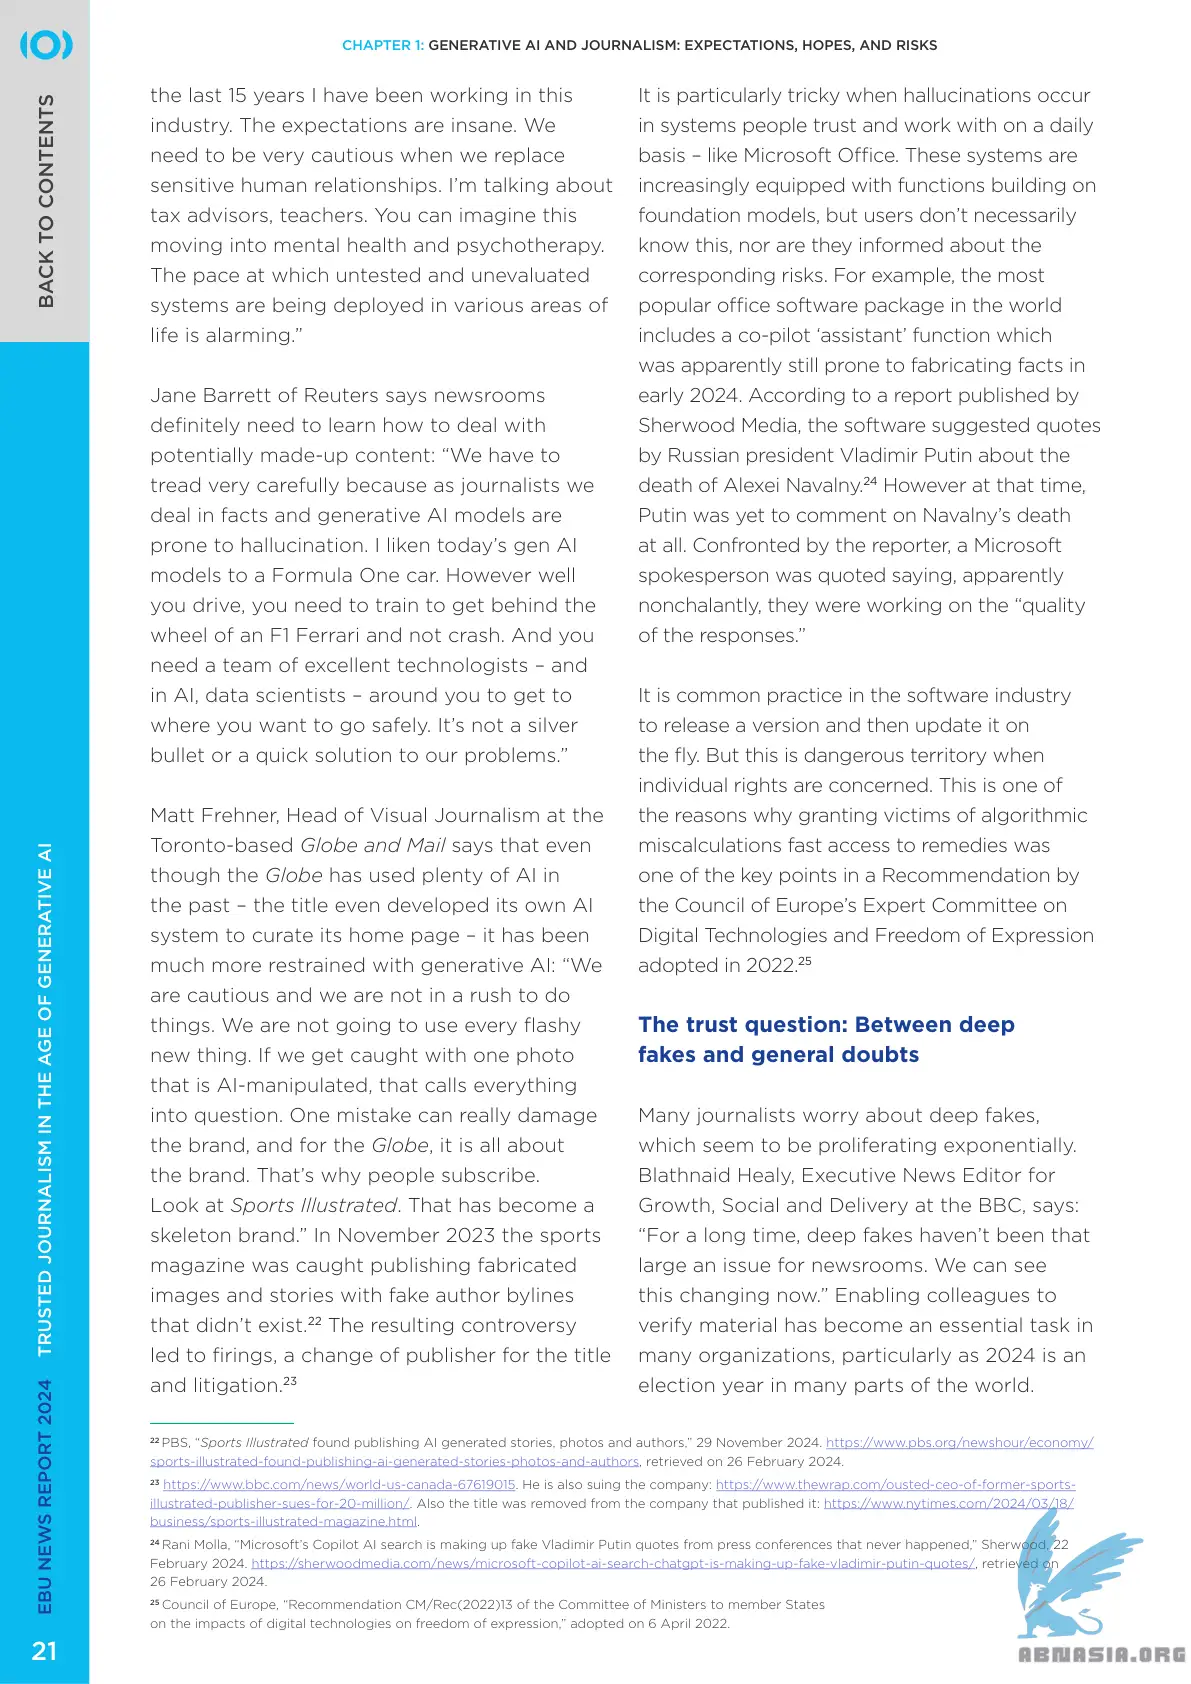 CHAPTER 1: GENERATIVE AI AND JOURNALISM: EXPECTATIONS, HOPES, AND RISKS
BACK TO CONTENTS
the last 15 years I have been working in this
industry. The expectations are insane. We
need to be very cautious when we replace
sensitive human relationships. I’m talking about
tax advisors, teachers. You can imagine this
moving into mental health and psychotherapy.
The pace at which untested and unevaluated
systems are being deployed in various areas of
life is alarming.”
Jane Barrett of Reuters says newsrooms
definitely need to learn how to deal with
potentially made-up content: “We have to
tread very carefully because as journalists we
deal in facts and generative AI models are
prone to hallucination. I liken today’s gen AI
models to a Formula One car. However well
you drive, you need to train to get behind the
wheel of an F1 Ferrari and not crash. And you
need a team of excellent technologists – and
in AI, data scientists – around you to get to
where you want to go safely. It’s not a silver
bullet or a quick solution to our problems.”
Matt Frehner, Head of Visual Journalism at the
Toronto-based Globe and Mail says that even
though the Globe has used plenty of AI in
the past – the title even developed its own AI
system to curate its home page – it has been
much more restrained with generative AI: “We
are cautious and we are not in a rush to do
things. We are not going to use every flashy
new thing. If we get caught with one photo
that is AI-manipulated, that calls everything
into question. One mistake can really damage
the brand, and for the Globe, it is all about
the brand. That’s why people subscribe.
Look at Sports Illustrated. That has become a
skeleton brand.” In November 2023 the sports
magazine was caught publishing fabricated
images and stories with fake author bylines
that didn’t exist.22 The resulting controversy
led to firings, a change of publisher for the title
and litigation.23
It is particularly tricky when hallucinations occur
in systems people trust and work with on a daily
basis – like Microsoft Office. These systems are
increasingly equipped with functions building on
foundation models, but users don’t necessarily
know this, nor are they informed about the
corresponding risks. For example, the most
popular office software package in the world
includes a co-pilot ‘assistant’ function which
was apparently still prone to fabricating facts in
early 2024. According to a report published by
Sherwood Media, the software suggested quotes
by Russian president Vladimir Putin about the
death of Alexei Navalny.24 However at that time,
Putin was yet to comment on Navalny’s death
at all. Confronted by the reporter, a Microsoft
spokesperson was quoted saying, apparently
nonchalantly, they were working on the “quality
of the responses.”
It is common practice in the software industry
to release a version and then update it on
the fly. But this is dangerous territory when
individual rights are concerned. This is one of
the reasons why granting victims of algorithmic
miscalculations fast access to remedies was
one of the key points in a Recommendation by
the Council of Europe’s Expert Committee on
Digital Technologies and Freedom of Expression
adopted in 2022.25
The trust question: Between deep
fakes and general doubts
Many journalists worry about deep fakes,
which seem to be proliferating exponentially.
Blathnaid Healy, Executive News Editor for
Growth, Social and Delivery at the BBC, says:
“For a long time, deep fakes haven’t been that
large an issue for newsrooms. We can see
this changing now.” Enabling colleagues to
verify material has become an essential task in
many organizations, particularly as 2024 is an
election year in many parts of the world.
22 PBS, “Sports Illustrated found publishing AI generated stories, photos and authors,” 29 November 2024. https://www.pbs.org/newshour/economy/
sports-illustrated-found-publishing-ai-generated-stories-photos-and-authors, retrieved on 26 February 2024.
23 https://www.bbc.com/news/world-us-canada-67619015. He is also suing the company: https://www.thewrap.com/ousted-ceo-of-former-sports-
illustrated-publisher-sues-for-20-million/. Also the title was removed from the company that published it: https://www.nytimes.com/2024/03/18/
business/sports-illustrated-magazine.html.
24 Rani Molla, “Microsoft’s Copilot AI search is making up fake Vladimir Putin quotes from press conferences that never happened,” Sherwood, 22
February 2024. https://sherwoodmedia.com/news/microsoft-copilot-ai-search-chatgpt-is-making-up-fake-vladimir-putin-quotes/, retrieved on
26 February 2024.
25 Council of Europe, “Recommendation CM/Rec(2022)13 of the Committee of Ministers to member States
on the impacts of digital technologies on freedom of expression,” adopted on 6 April 2022.
EBU NEWS REPORT 2024 TRUSTED JOURNALISM IN THE AGE OF GENERATIVE AI
21
ABNASIA.ORG